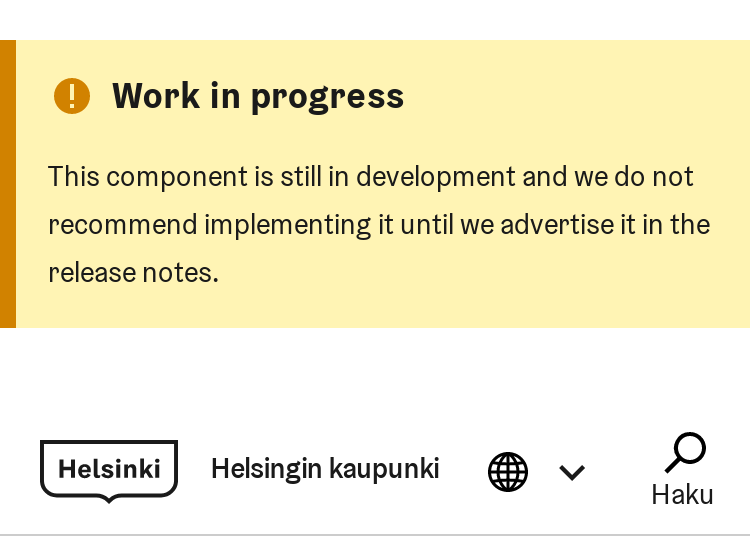 Work in progress
This component is still in development and we do not
recommend implementing it until we advertise it in the
release notes.
Helsinki Helsingin kaupunki
Haku